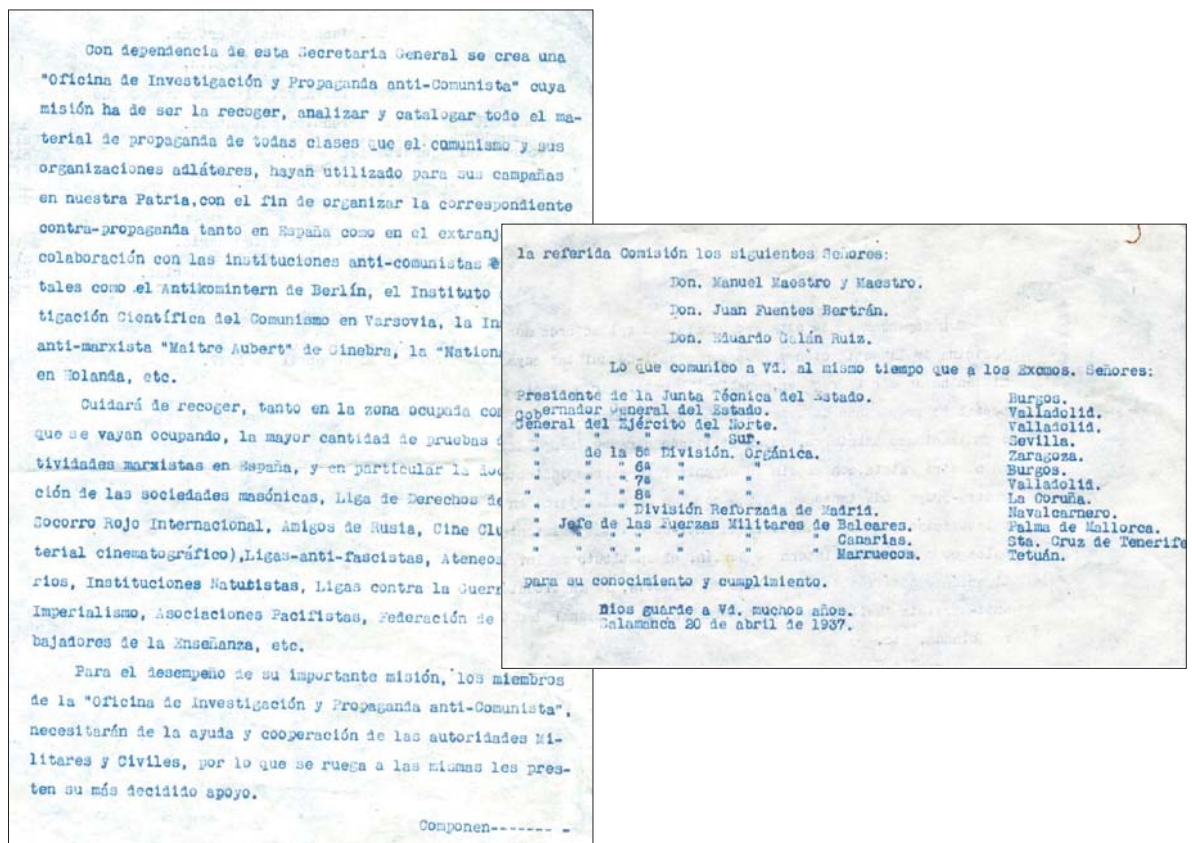 Con dependencia de esta Secretaria General se crea una
"Oficina de Investigación y Propaganda anti-Comunista" cuya
misión ha de ser la recoger, analizar y catalogar todo el ma-
terial de propaganda de todas clases que el comunismo y sus
organizaciones adláteres, hayan utilizado para sus campañas
en nuestra Patria,con el fin de organizar la correspondiente
contra-propaganda tanto en España como en el extranj
colaboración con las instituciones anti-comunistas
tales como el Antikomintern de Berlín, el Instituto
tigación Científica del Comunismo en Varsovia, la In
anti-marxista "Maitre Aubert" de Ginebra, la "Nation
en Holanda, etc.
Cuidará de recoger, tanto en la zona ocupada co
que se vayan ocupando, la mayor cantidad de pruebas
tividades marxistas en España, y en particular la do
ción de las sociedades masónicas, Liga de Derechos de
Socorro Rojo Internacional, Amigos de Rusia, Cine Clu
terial cinematográfico),Ligas-anti-fascistas, Ateneos
rios, Instituciones Natutistas, Ligas contra la Guerr
Imperialismo, Asociaciones Pacifistas, Federación de
bajadores de la Enseñanza, etc.
Para el desempeño de su importante misión, los miembros
de la "Oficina de Investigación y Propaganda anti-Comunista",
necesitarán de la ayuda y cooperación de las autoridades Mi-
litares y Civiles, por lo que se ruega a las mismas les pres-
ten su más decidido apoyo.
Componen------- -
la referida Comisión los siguientes Señores:
Don. Manuel Maestro y Maestro.
Don. Juan Fuentes Bertrán.
Don. Eduardo Galán Ruiz.
Lo que comunico a Vd. al mismo tiempo que a los Excmos. Señores:
Presidente de la Junta Técnica del Estado. Burgos.
Gobernador General del Estado. Valladolid.
General del Ejército del Norte. Valladolid.
" " " " Sur. Sevilla.
" de la 5ª División. Orgánica. Zaragoza.
" " 6ª " " Burgos.
" " 7ª " " Valladolid.
" " 8ª " " La Coruña.
" " División Reforzada de Madrid. Navalcarnero.
" Jefe de las Fuerzas Militares de Baleares. Palma de Mallorca.
" " " " " " " Canarias. Sta. Cruz de Tenerife
" " " " " " " Marruecos. Tetuán.
para su conocimiento y cumplimiento.
Dios guarde a Vd. muchos años.
Salamanca 20 de abril de 1937.